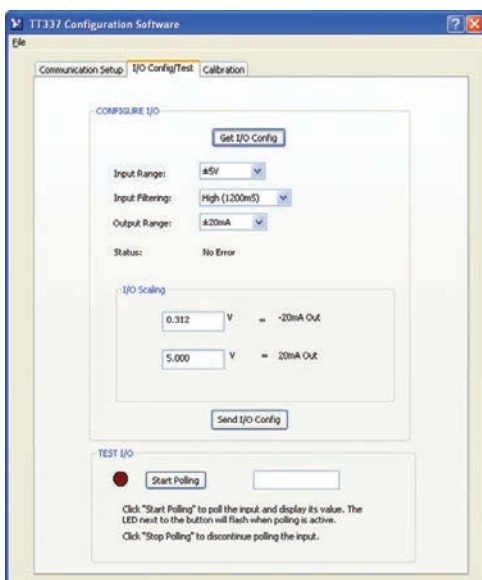 TT337 Configuration Software
File
Communication Setup I/O Config/Test Calibration
CONFIGURE I/O
Get I/O Config
Input Range: ±5V
Input Filtering: High (1200mS)
Output Range: ±20mA
Status: No Error
I/O Scaling
0.312 V = -20mA Out
5.000 V = 20mA Out
Send I/O Config
TEST I/O
Start Polling
Click "Start Polling" to poll the input and display its value. The
LED next to the button will flash when polling is active.
Click "Stop Polling" to discontinue polling the input.